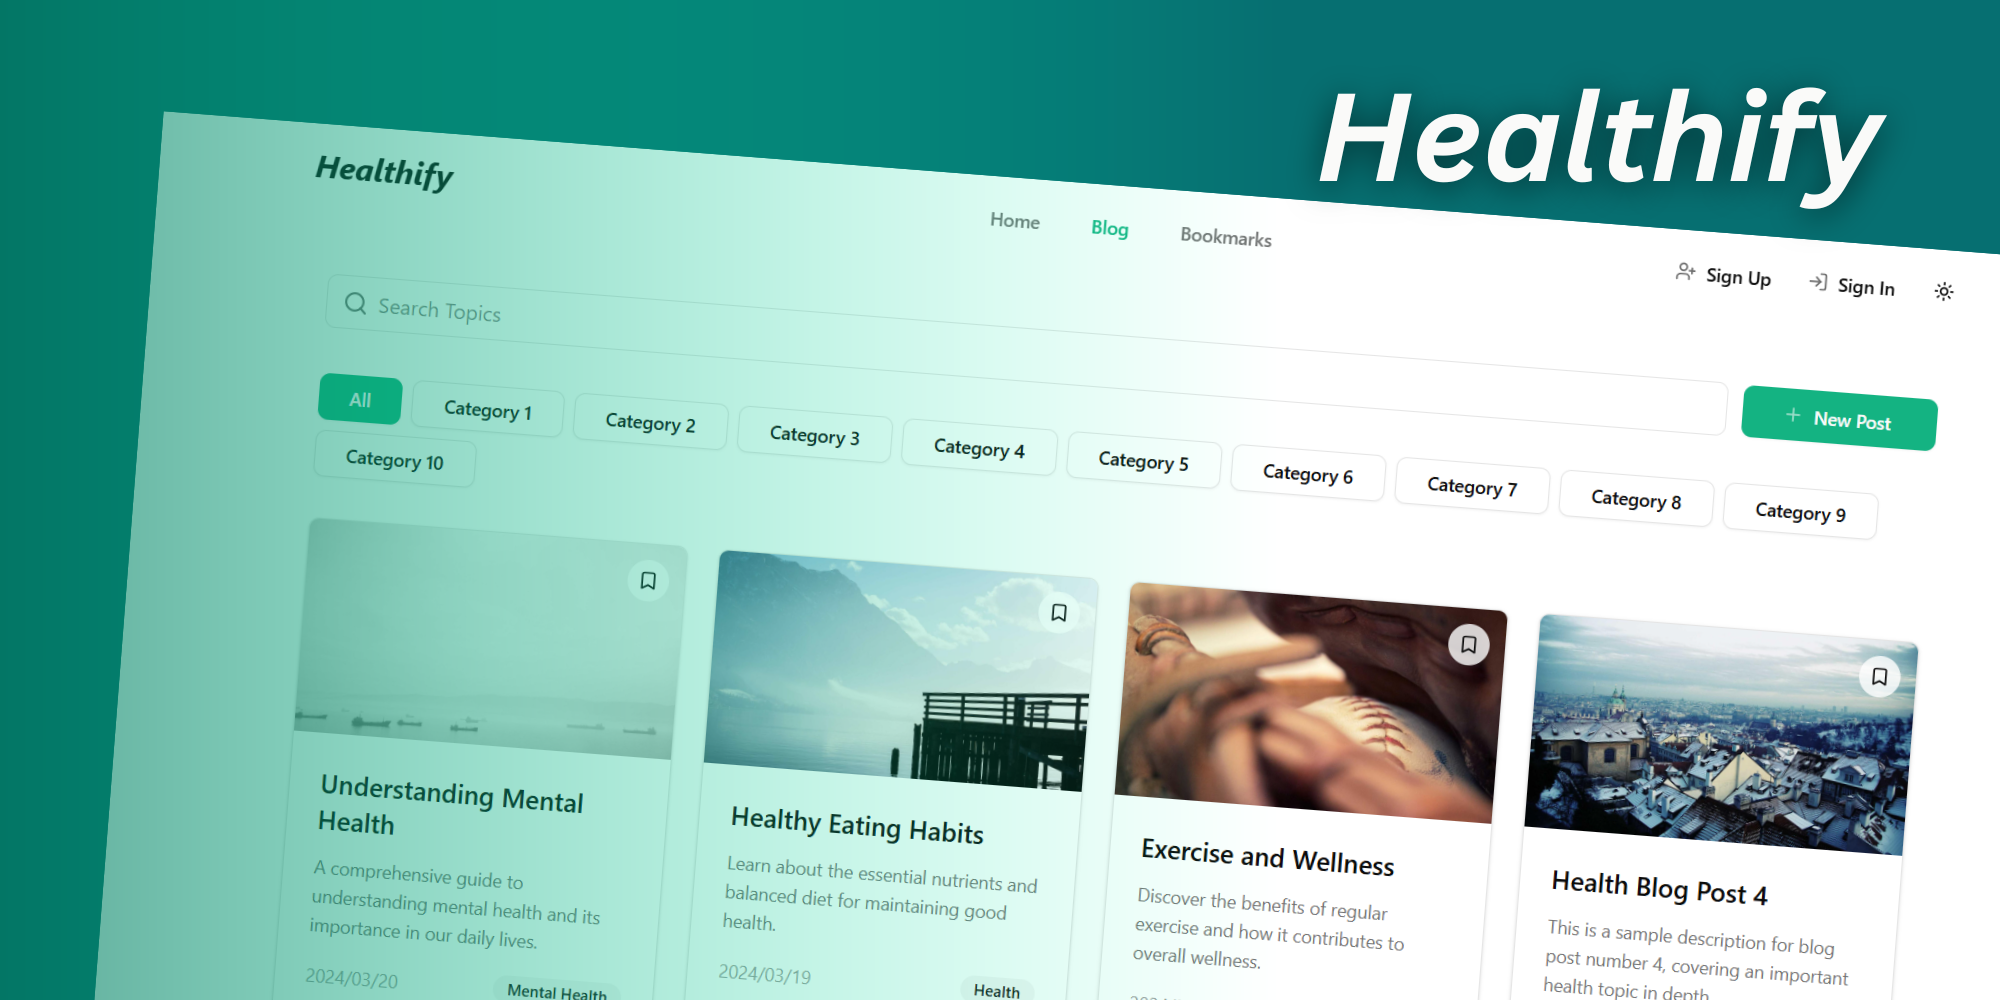 Healthify
Healthify
Home
Blog
Bookmarks
Sign Up
Sign In
Search Topics
New Post
All
Category 1
Category 2
Category 3
Category 4
Category 5
Category 6
Category 7
Category 8
Category 9
Category 10
Understanding Mental
Health
A comprehensive guide to
understanding mental health and its
importance in our daily lives.
2024/03/20
Mental Health
Healthy Eating Habits
Learn about the essential nutrients and
balanced diet for maintaining good
health.
2024/03/19
Health
Exercise and Wellness
Discover the benefits of regular
exercise and how it contributes to
overall wellness.
Health Blog Post 4
This is a sample description for blog
post number 4, covering an important
health topic in depth.